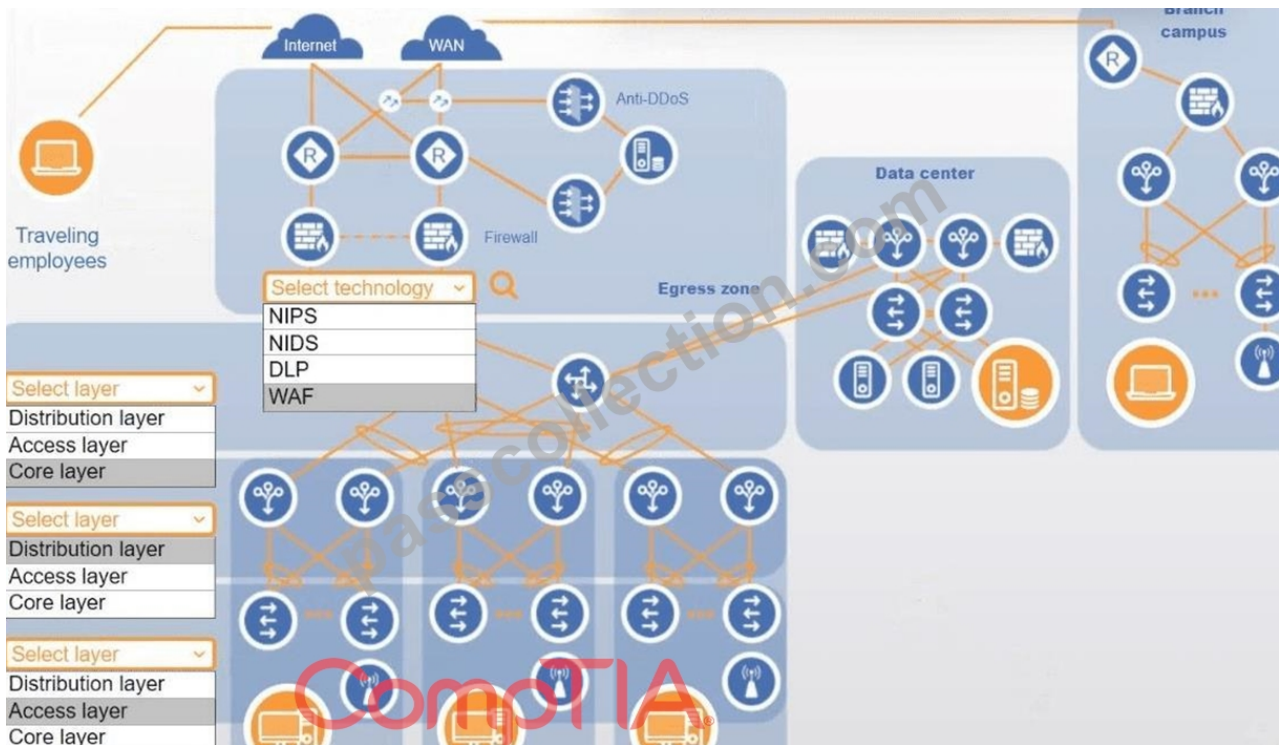 Internet
WAN
Branch
campus
R
Anti-DDoS
R
R
Traveling
employees
Firewall
Data center
Select technology
NIPS
NIDS
DLP
WAF
Egress zone
Select layer
Distribution layer
Access layer
Core layer
Select layer
Distribution layer
Access layer
Core layer
Select layer
Distribution layer
Access layer
Core layer
passcollection.com
CompTIA®